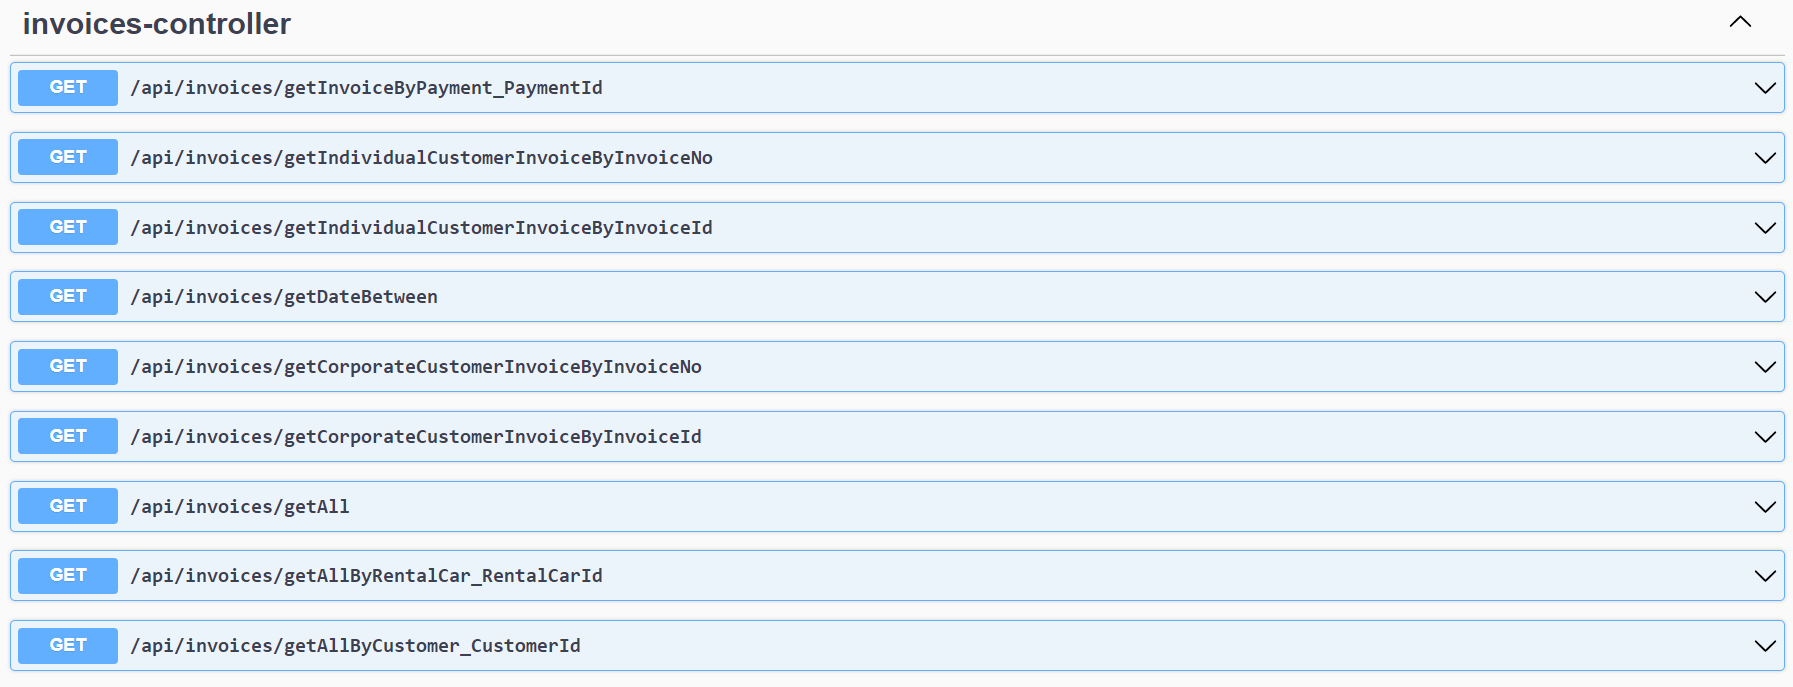 invoices-controller
GET /api/invoices/getInvoiceByPayment_PaymentId
GET /api/invoices/getIndividualCustomerInvoiceByInvoiceNo
GET /api/invoices/getIndividualCustomerInvoiceByInvoiceId
GET /api/invoices/getDateBetween
GET /api/invoices/getCorporateCustomerInvoiceByInvoiceNo
GET /api/invoices/getCorporateCustomerInvoiceByInvoiceId
GET /api/invoices/getAll
GET /api/invoices/getAllByRentalCar_RentalCarId
GET /api/invoices/getAllByCustomer_CustomerId